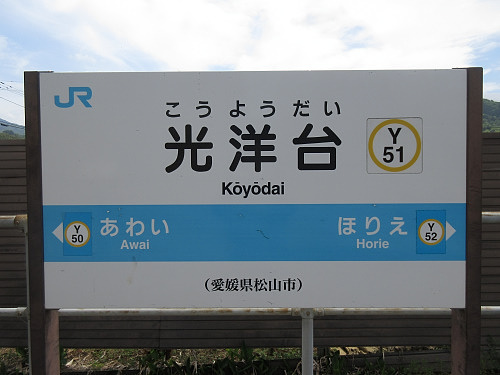 JR
こうようだい
光洋台
Y
51
Kōyōdai
Y
50
あわい
Awai
ほりえ
Horie
Y
52
（愛媛県松山市）